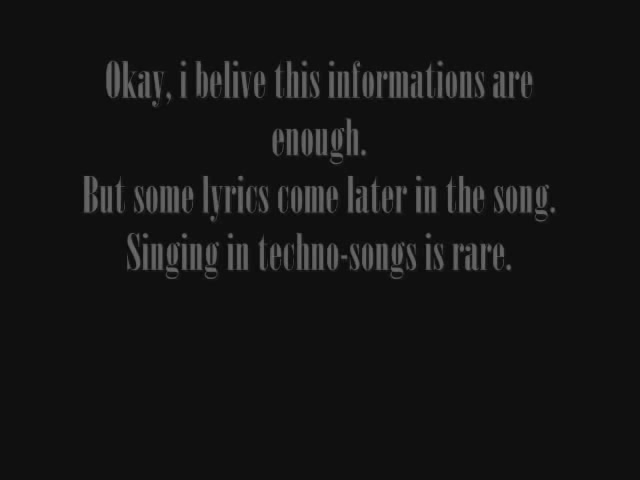 Okay, i belive this informations are
enough.
But some lyrics come later in the song.
Singing in techno-songs is rare.